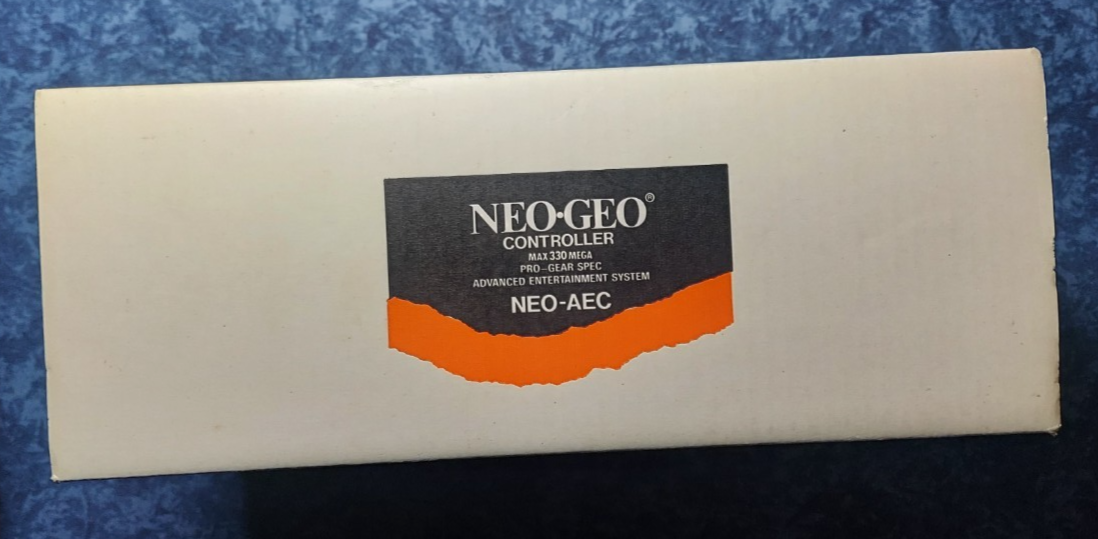 NEO·GEO®
CONTROLLER
MAX 330 MEGA
PRO-GEAR SPEC
ADVANCED ENTERTAINMENT SYSTEM
NEO-AEC